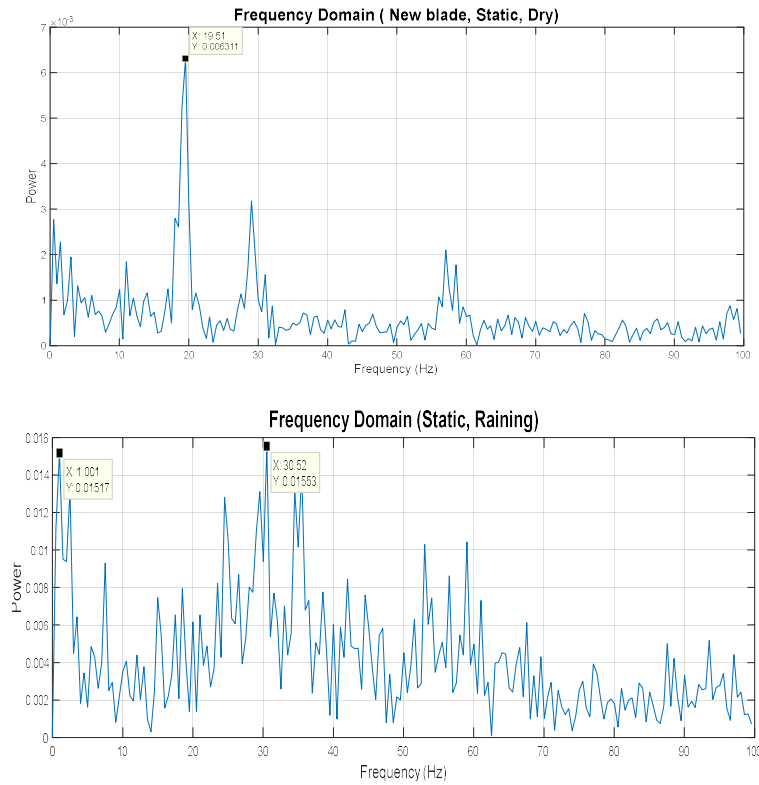 Frequency Domain ( New blade, Static, Dry)
×10⁻³
X: 19.51
Y: 0.006311
7
6
5
4
3
2
1
0
Power
0 10 20 30 40 50 60 70 80 90 100
Frequency (Hz)
Frequency Domain (Static, Raining)
0.016
X: 1.001
Y: 0.01517
X: 30.52
Y: 0.01553
0.014
0.012
0.01
0.008
0.006
0.004
0.002
0
Power
0 10 20 30 40 50 60 70 80 90 100
Frequency (Hz)